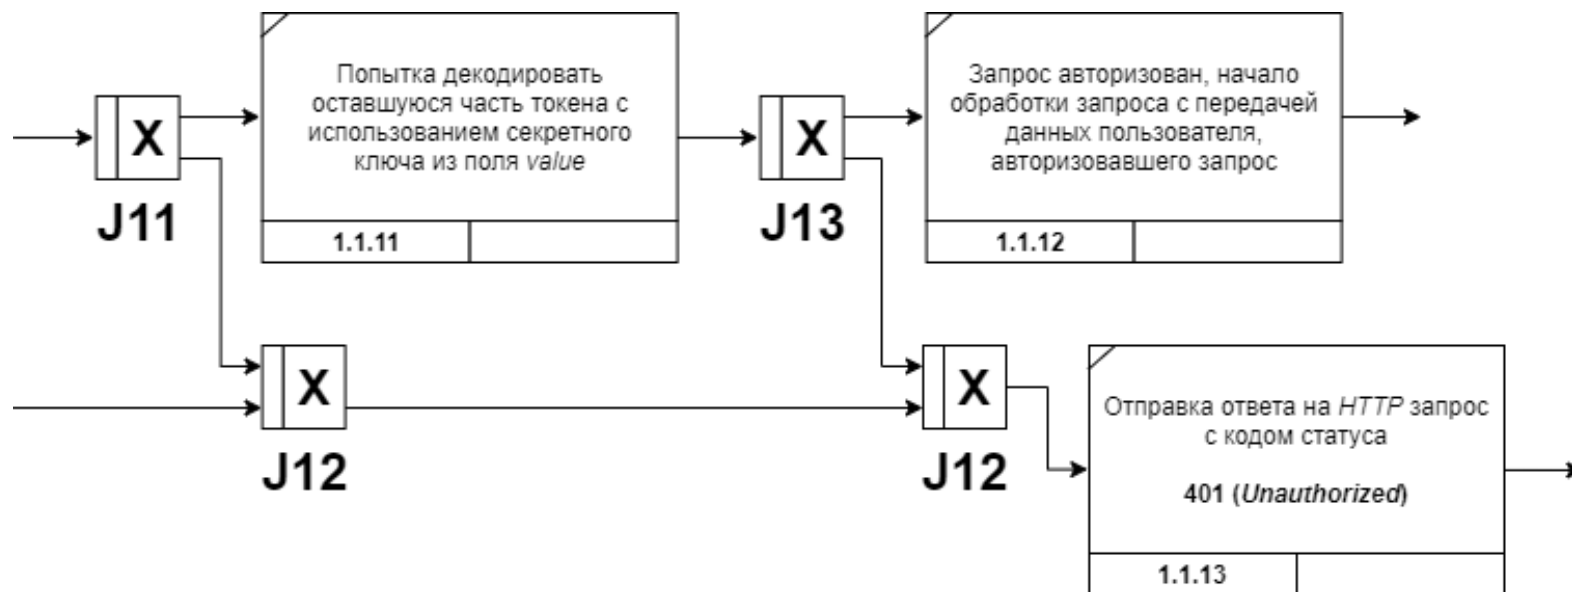 Попытка декодировать
оставшуюся часть токена с
использованием секретного
ключа из поля value
1.1.11
X
J11
Запрос авторизован, начало
обработки запроса с передачей
данных пользователя,
авторизовавшего запрос
1.1.12
X
J13
X
J12
X
J12
Отправка ответа на HTTP запрос
с кодом статуса
401 (Unauthorized)
1.1.13